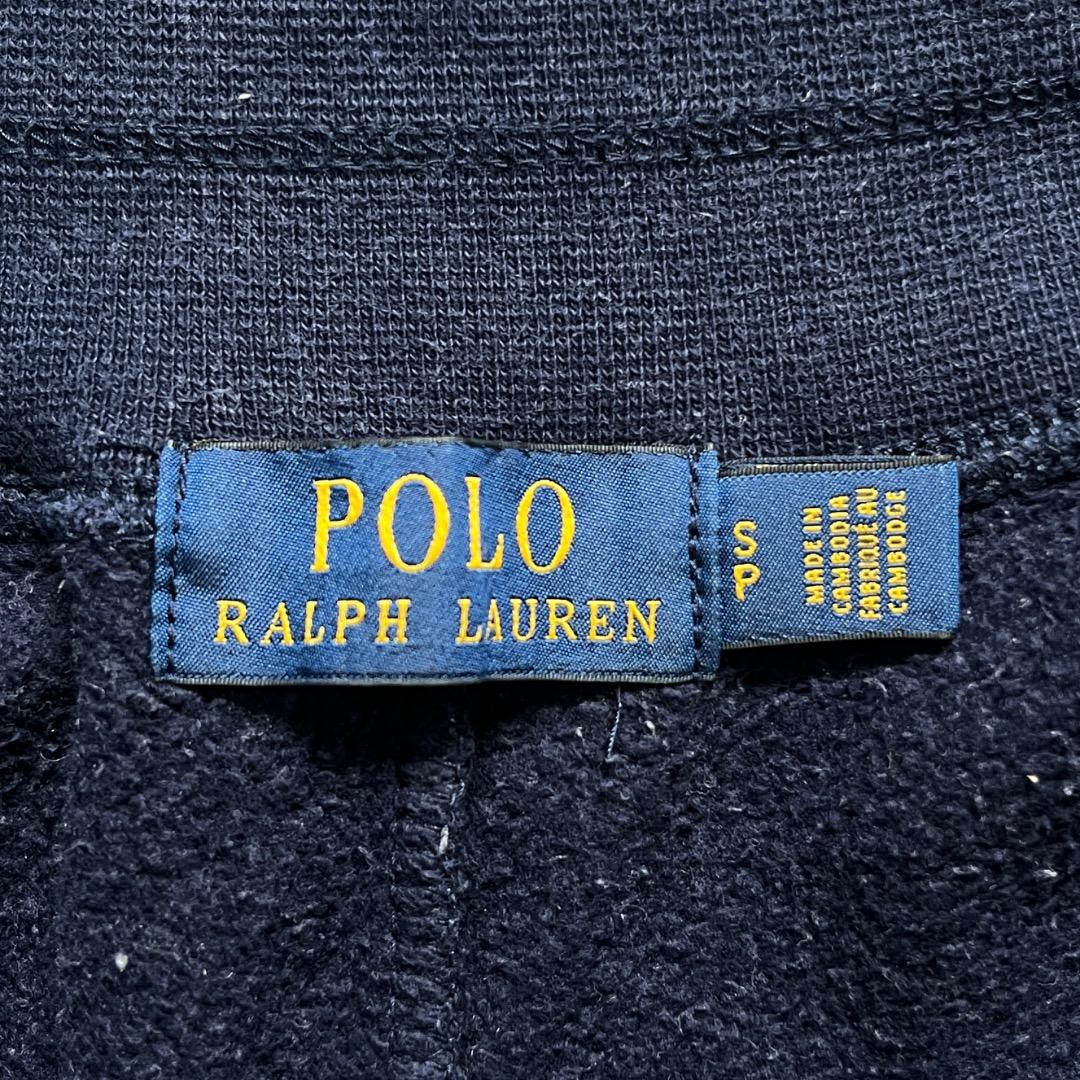 POLO
RALPH LAUREN
S
P
MADE IN
CAMBODIA
FABRIQUÉ AU
CAMBODGE